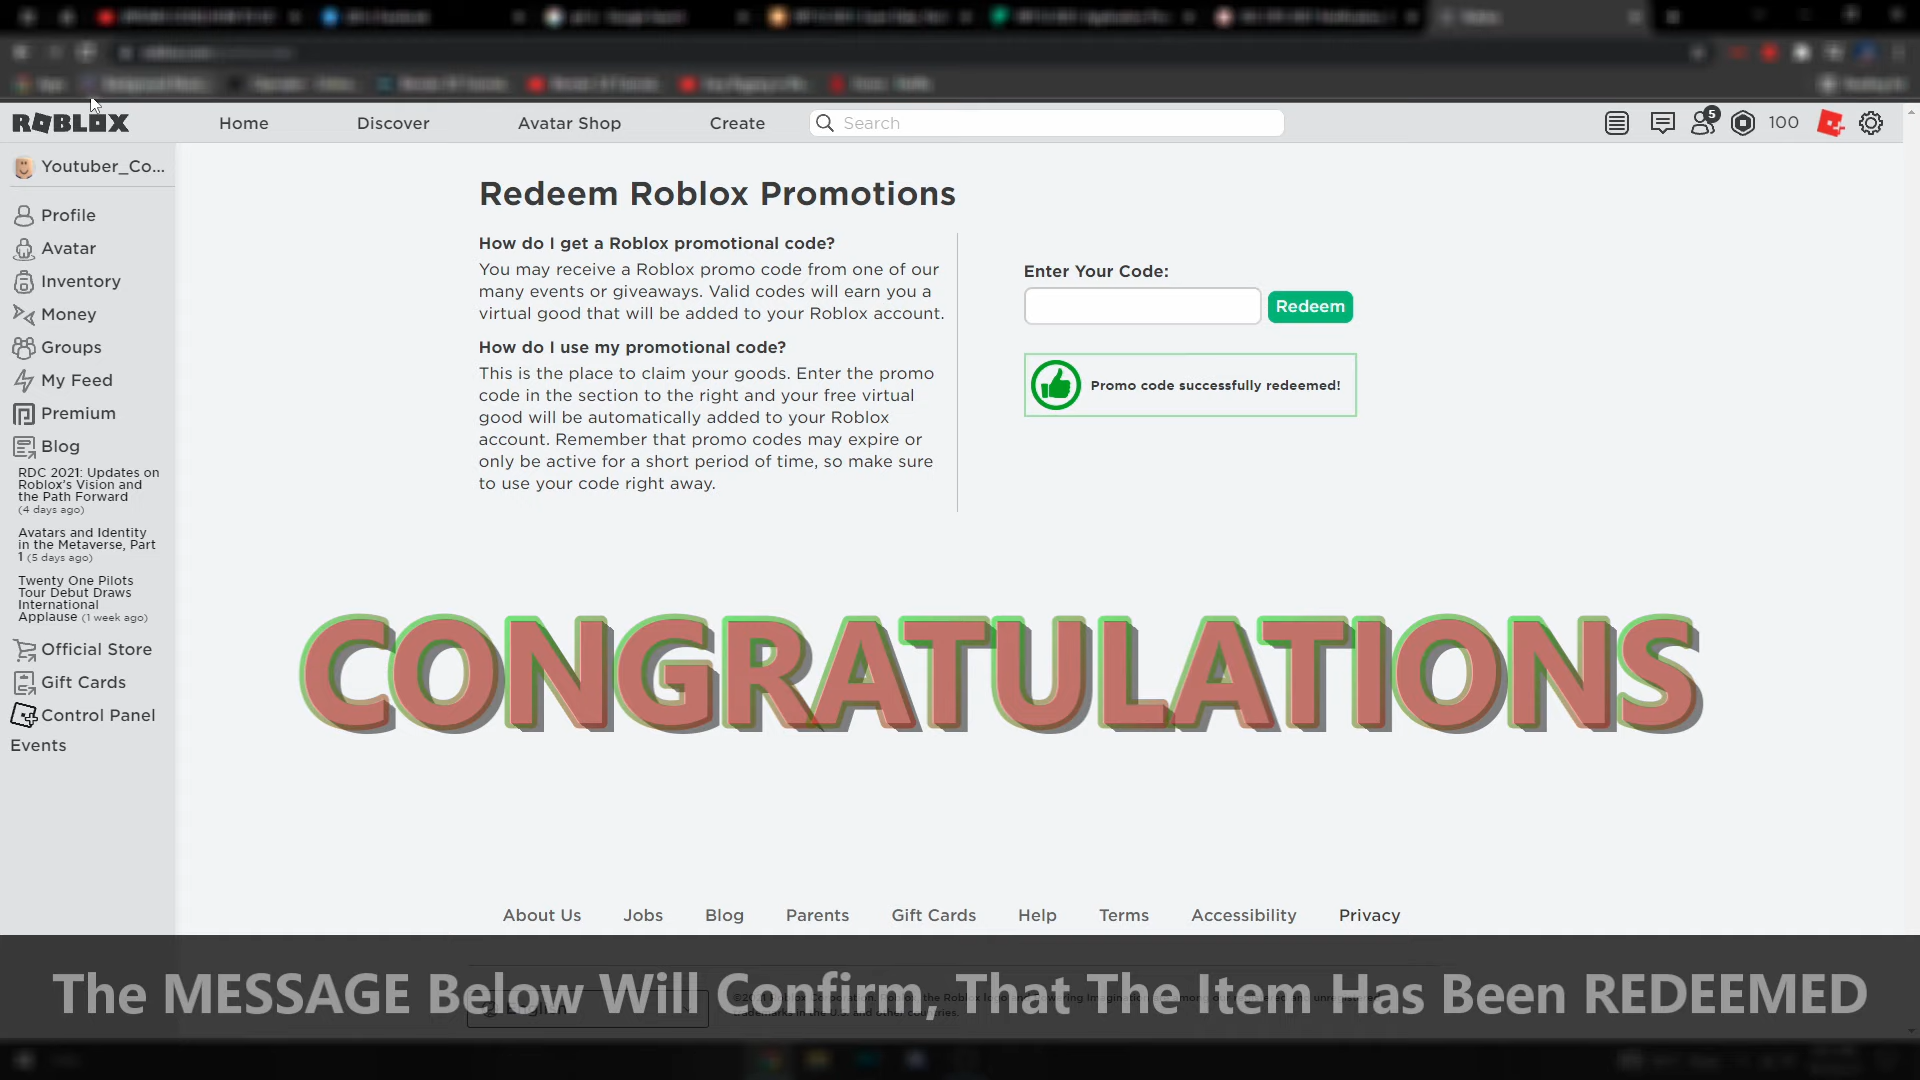 ROBLOX
Home
Discover
Avatar Shop
Create
Search
5
100
Youtuber_Co...
Profile
Avatar
Inventory
Money
Groups
My Feed
Premium
Blog
RDC 2021: Updates on
Roblox's Vision and
the Path Forward
(4 days ago)
Avatars and Identity
in the Metaverse, Part
1 (5 days ago)
Twenty One Pilots
Tour Debut Draws
International
Applause (1 week ago)
Official Store
Gift Cards
Control Panel
Events
Redeem Roblox Promotions
How do I get a Roblox promotional code?
You may receive a Roblox promo code from one of our
many events or giveaways. Valid codes will earn you a
virtual good that will be added to your Roblox account.
How do I use my promotional code?
This is the place to claim your goods. Enter the promo
code in the section to the right and your free virtual
good will be automatically added to your Roblox
account. Remember that promo codes may expire or
only be active for a short period of time, so make sure
to use your code right away.
Enter Your Code:
Redeem
Promo code successfully redeemed!
CONGRATULATIONS
About Us
Jobs
Blog
Parents
Gift Cards
Help
Terms
Accessibility
Privacy
The MESSAGE Below Will Confirm, That The Item Has Been REDEEMED
English
trademarks in the U.S. and other countries.